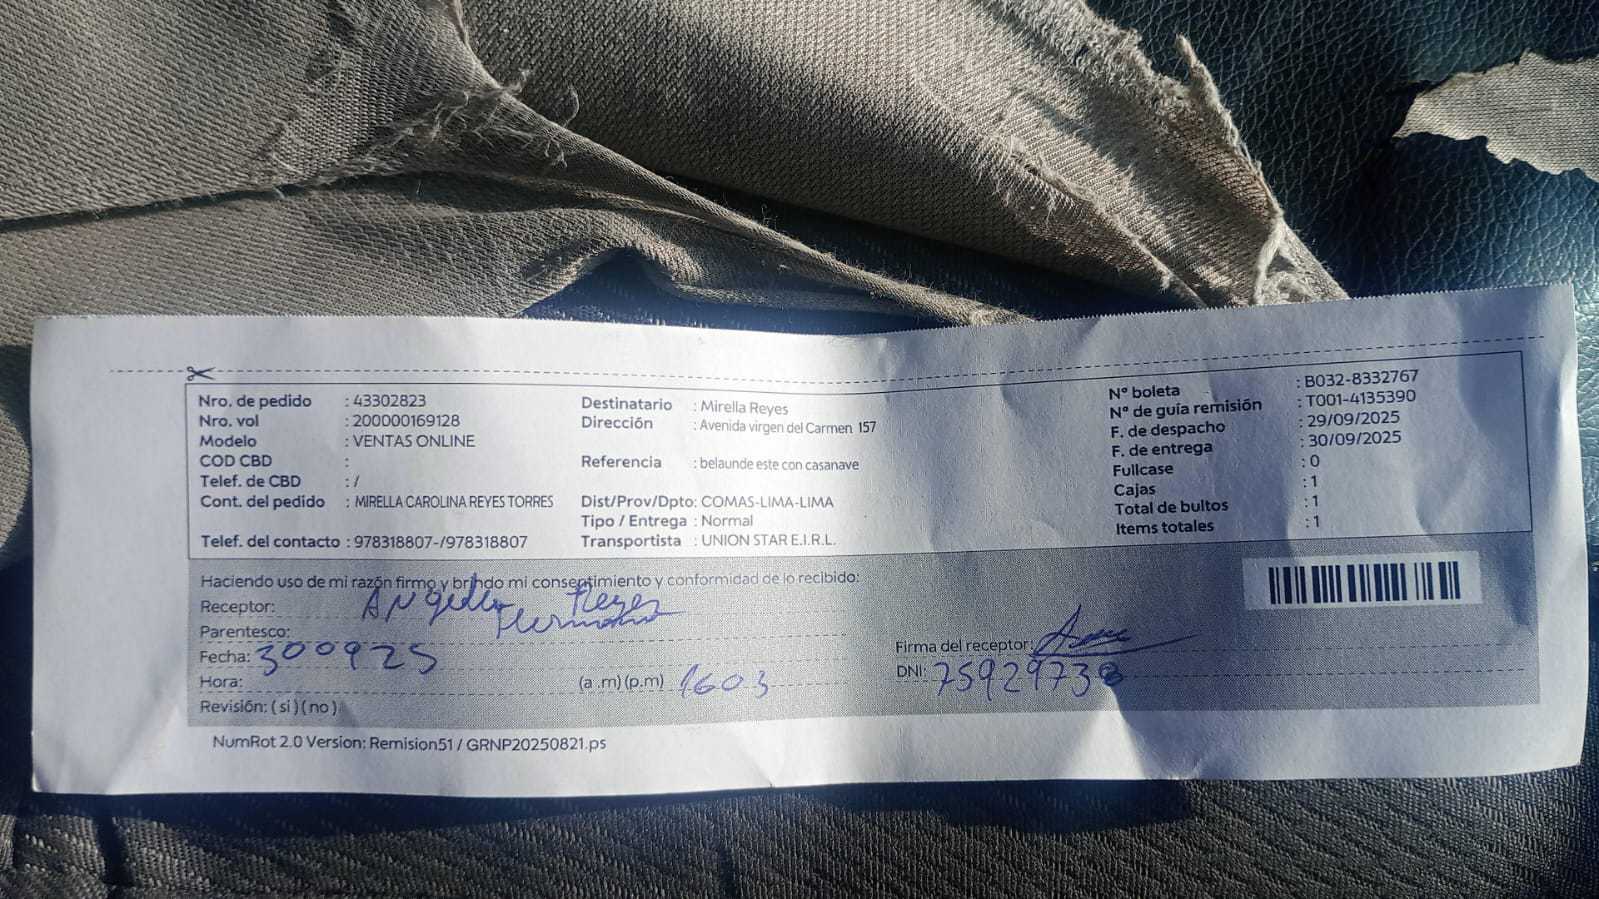 Nro. de pedido : 43302823
Nro. vol : 200000169128
Modelo : VENTAS ONLINE
COD CBD :
Telef. de CBD : /
Cont. del pedido : MIRELLA CAROLINA REYES TORRES
Telef. del contacto : 978318807-/978318807
Destinatario : Mirella Reyes
Dirección : Avenida virgen del Carmen 157
Referencia : belaunde este con casanave
Dist/Prov/Dpto: COMAS-LIMA-LIMA
Tipo / Entrega : Normal
Transportista : UNION STAR E.I.R.L.
N° boleta : B032-8332767
N° de guía remisión : T001-4135390
F. de despacho : 29/09/2025
F. de entrega : 30/09/2025
Fullcase : 0
Cajas : 1
Total de bultos : 1
Items totales : 1
Haciendo uso de mi razón firmo y brindo mi consentimiento y conformidad de lo recibido:
Receptor: Reyes
Parentesco:
Fecha: 300925
Hora: (a .m) (p.m) 1603
Revisión: ( si ) ( no )
Firma del receptor:
DNI: 75929738
NumRot 2.0 Version: Remision51 / GRNP20250821.ps